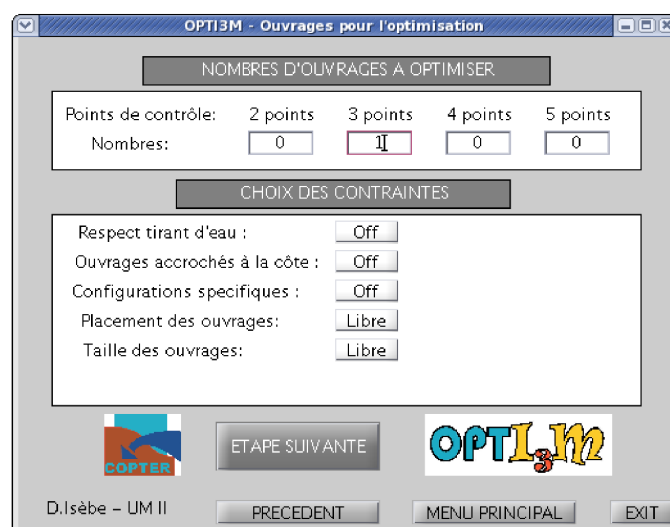 OPTI3M - Ouvrages pour l'optimisation
NOMBRES D'OUVRAGES A OPTIMISER
Points de contrôle: 2 points 3 points 4 points 5 points
Nombres: 0 1 0 0
CHOIX DES CONTRAINTES
Respect tirant d'eau : Off
Ouvrages accrochés à la côte : Off
Configurations specifiques : Off
Placement des ouvrages: Libre
Taille des ouvrages: Libre
COPTER
ETAPE SUIVANTE
OPTI3M
D.Isèbe - UM II
PRECEDENT
MENU PRINCIPAL
EXIT